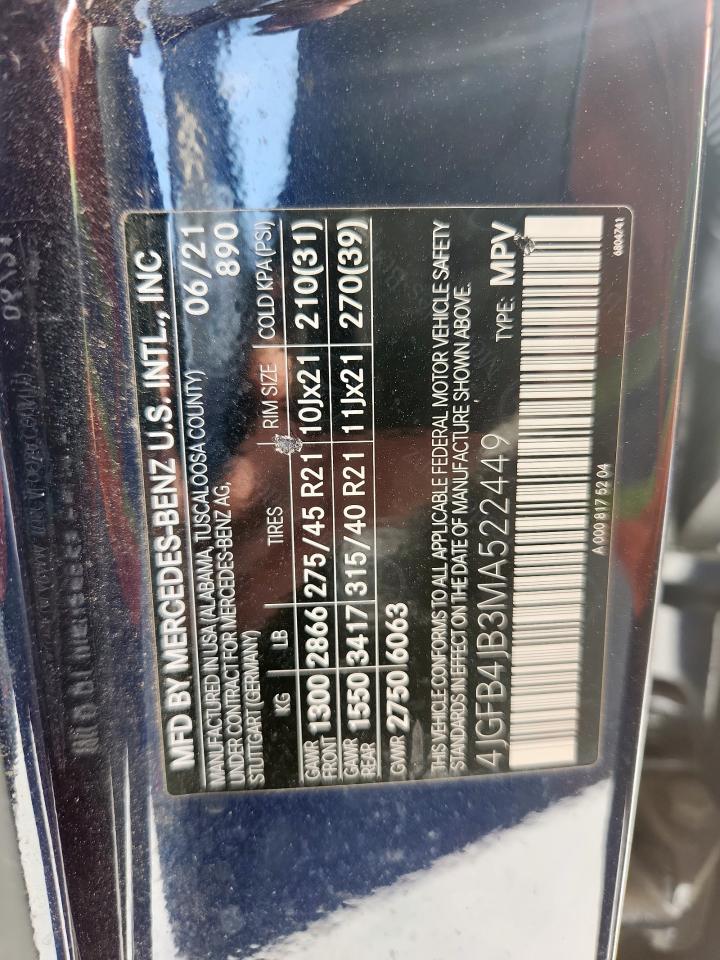 MFD BY MERCEDES-BENZ U.S. INTL., INC
MANUFACTURED IN USA (ALABAMA, TUSCALOOSA COUNTY) 06/21
UNDER CONTRACT FOR MERCEDES-BENZ AG, 890
STUTTGART (GERMANY)
KG LB TIRES RIM SIZE COLD KPA (PSI)
GAWR FRONT 1300 2866 275/45 R21 10Jx21 210(31)
GAWR REAR 1550 3417 315/40 R21 11Jx21 270(39)
GVWR 2750 6063
THIS VEHICLE CONFORMS TO ALL APPLICABLE FEDERAL MOTOR VEHICLE SAFETY
STANDARDS IN EFFECT ON THE DATE OF MANUFACTURE SHOWN ABOVE.
4JGFB4JB3MA522449 TYPE: MPV
A 000 817 52 04 6804741